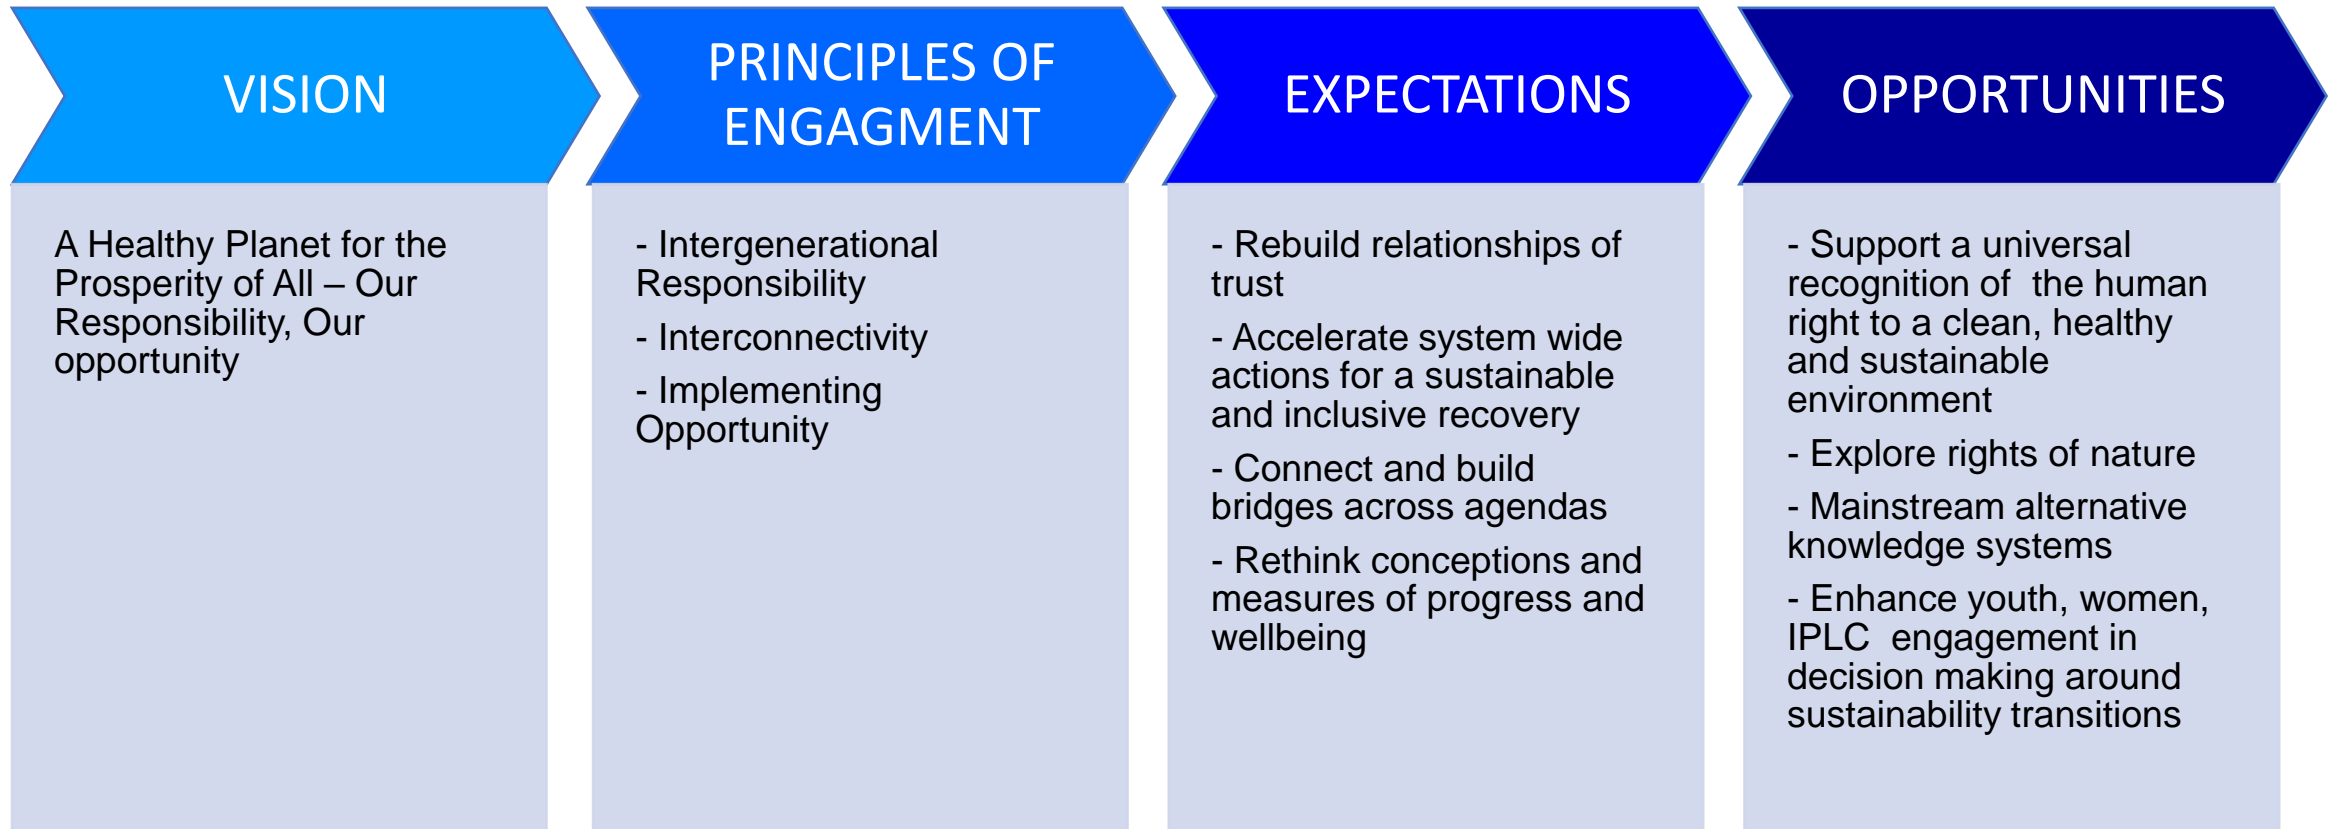 VISION
A Healthy Planet for the
Prosperity of All – Our
Responsibility, Our
opportunity
PRINCIPLES OF
ENGAGMENT
- Intergenerational
Responsibility
- Interconnectivity
- Implementing
Opportunity
EXPECTATIONS
- Rebuild relationships of
trust
- Accelerate system wide
actions for a sustainable
and inclusive recovery
- Connect and build
bridges across agendas
- Rethink conceptions and
measures of progress and
wellbeing
OPPORTUNITIES
- Support a universal
recognition of  the human
right to a clean, healthy
and sustainable
environment
- Explore rights of nature
- Mainstream alternative
knowledge systems
- Enhance youth, women,
IPLC  engagement in
decision making around
sustainability transitions